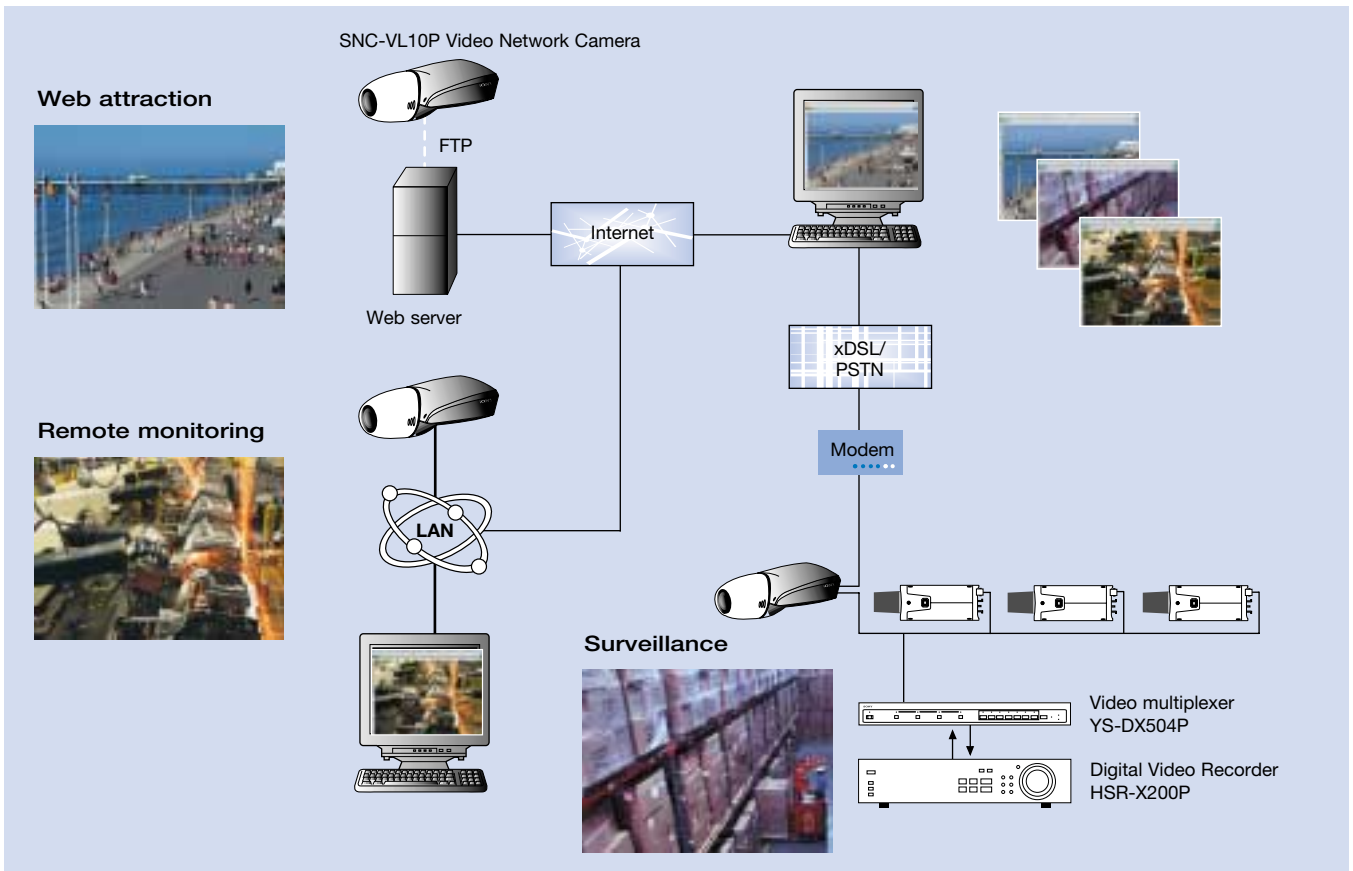 SNC-VL10P Video Network Camera
Web attraction
FTP
Internet
Web server
xDSL/
PSTN
Remote monitoring
Modem
LAN
Surveillance
Video multiplexer
YS-DX504P
Digital Video Recorder
HSR-X200P